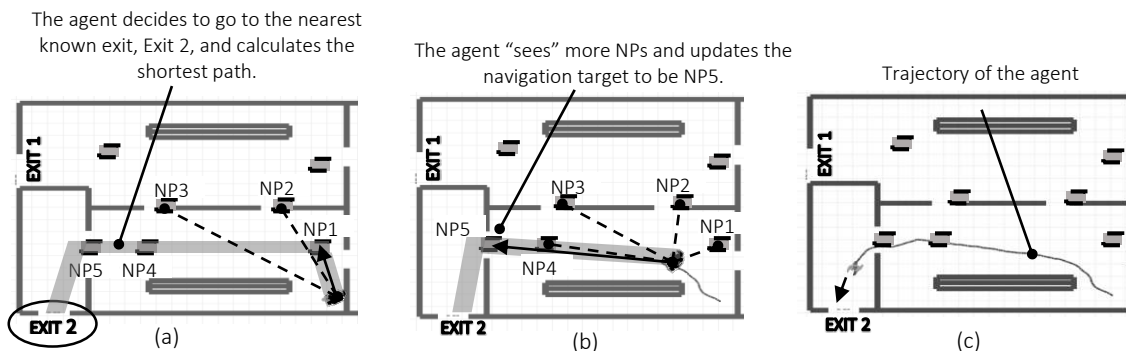 The agent decides to go to the nearest
known exit, Exit 2, and calculates the
shortest path.
The agent “sees” more NPs and updates the
navigation target to be NP5.
Trajectory of the agent
EXIT 1
NP3
NP2
NP1
NP5
NP4
EXIT 2
(a)
EXIT 1
NP3
NP2
NP5
NP1
NP4
EXIT 2
(b)
EXIT 1
EXIT 2
(c)